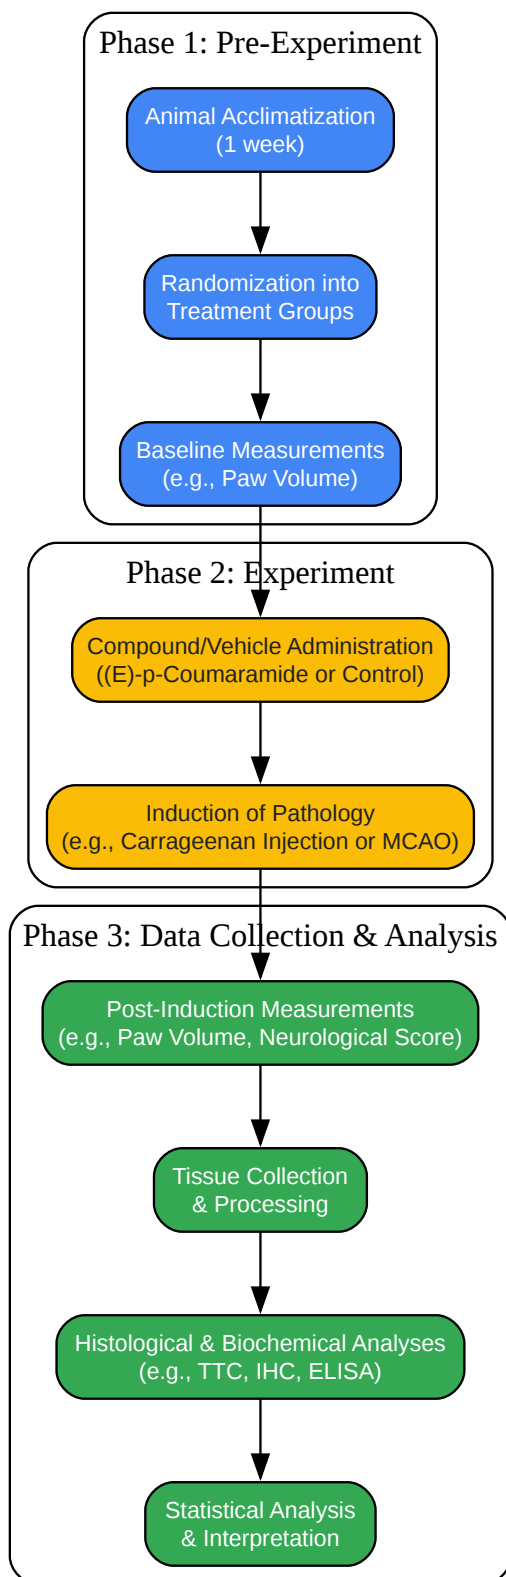 Phase 1: Pre-Experiment
Animal Acclimatization
(1 week)
Randomization into
Treatment Groups
Baseline Measurements
(e.g., Paw Volume)
Phase 2: Experiment
Compound/Vehicle Administration
((E)-p-Coumaramide or Control)
Induction of Pathology
(e.g., Carrageenan Injection or MCAO)
Phase 3: Data Collection & Analysis
Post-Induction Measurements
(e.g., Paw Volume, Neurological Score)
Tissue Collection
& Processing
Histological & Biochemical Analyses
(e.g., TTC, IHC, ELISA)
Statistical Analysis
& Interpretation